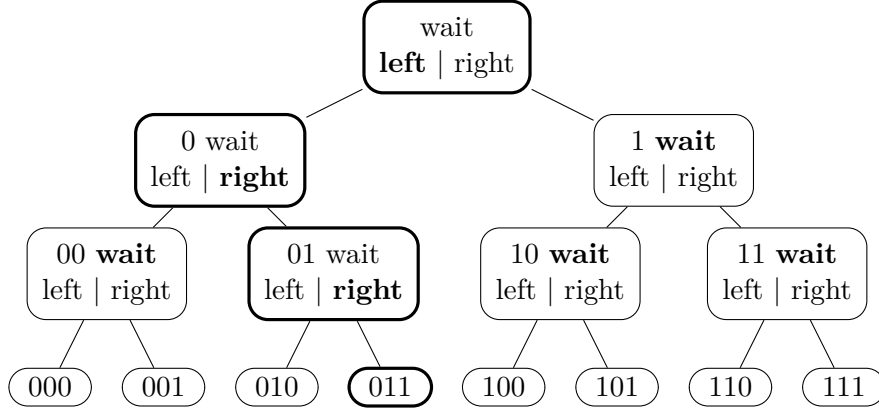 wait
left | right
0 wait
left | right
1 wait
left | right
00 wait
left | right
01 wait
left | right
10 wait
left | right
11 wait
left | right
000
001
010
011
100
101
110
111